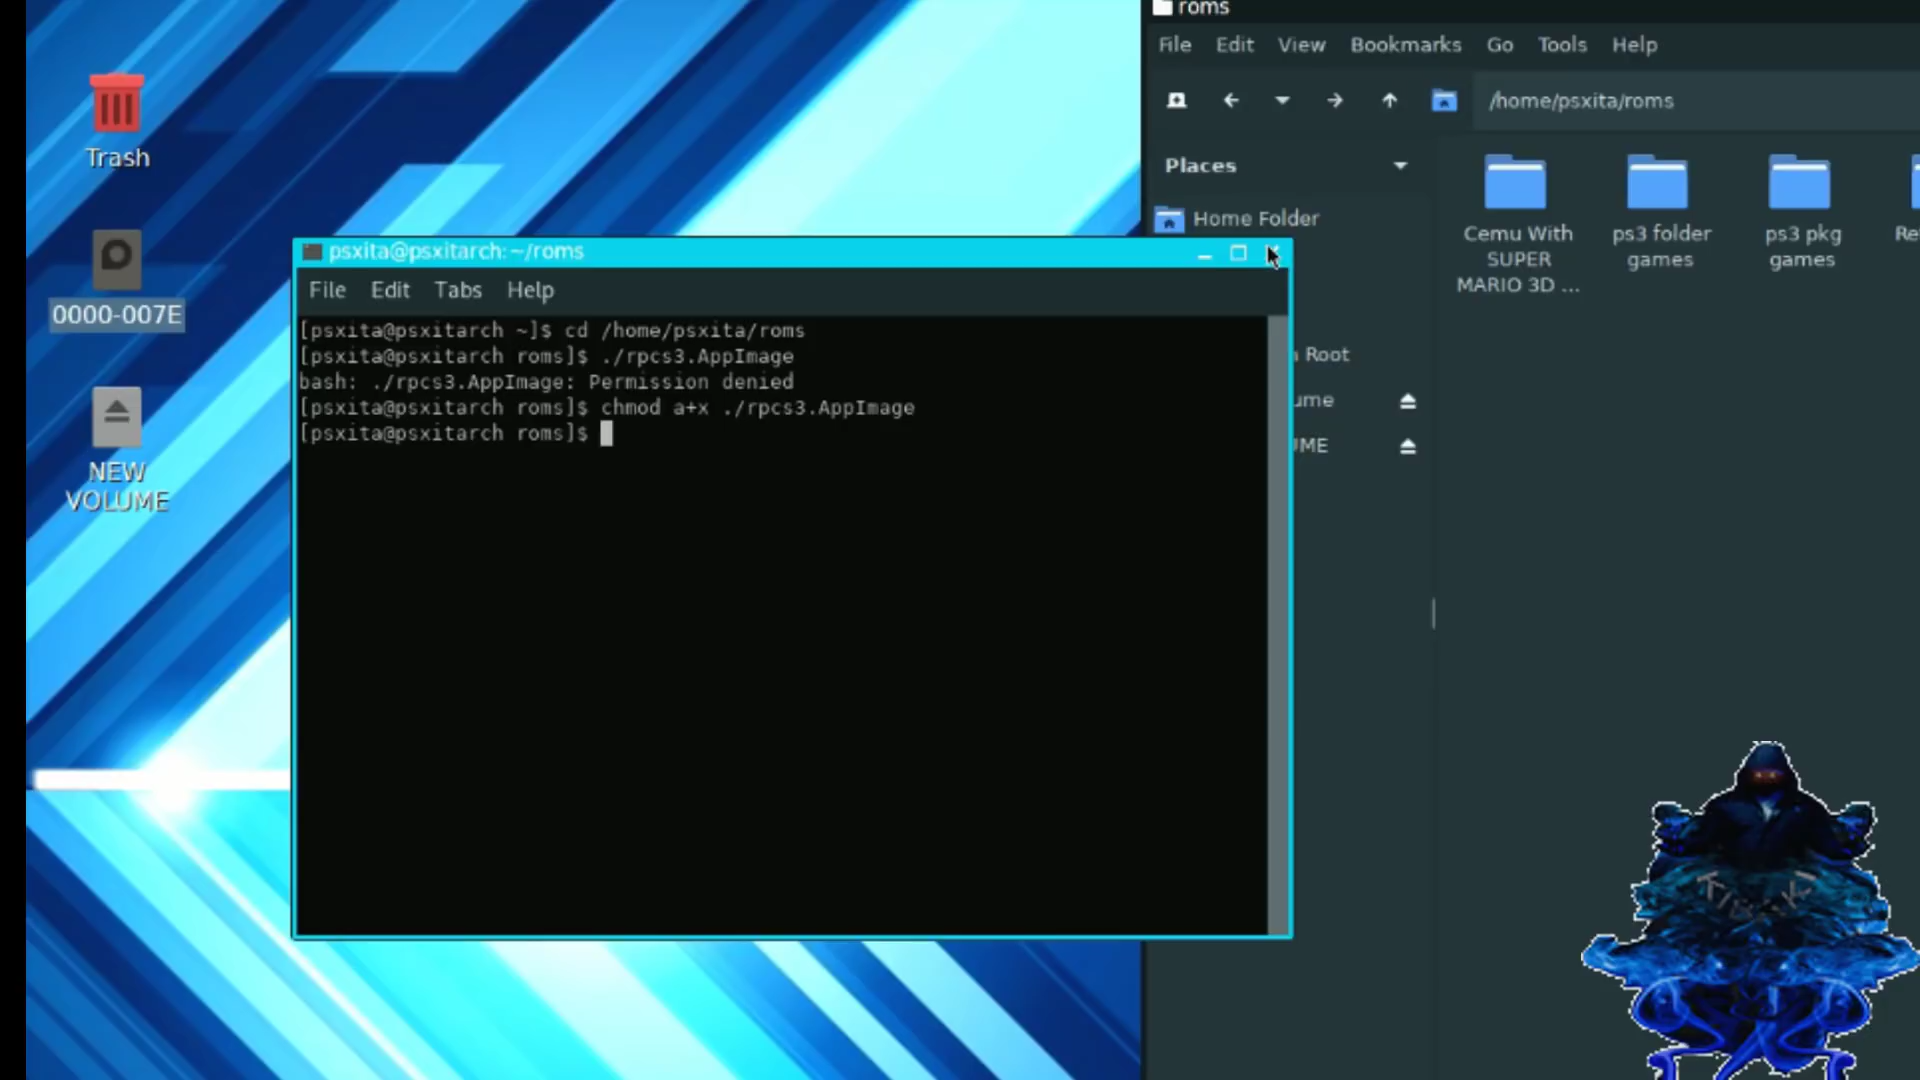 Trash
0000-007E
NEW
VOLUME
psxita@psxitarch: ~/roms
File Edit Tabs Help
[psxita@psxitarch ~]$ cd /home/psxita/roms
[psxita@psxitarch roms]$ ./rpcs3.AppImage
bash: ./rpcs3.AppImage: Permission denied
[psxita@psxitarch roms]$ chmod a+x ./rpcs3.AppImage
[psxita@psxitarch roms]$
roms
File Edit View Bookmarks Go Tools Help
/home/psxita/roms
Places
Home Folder
Root
ume
UME
Cemu With
SUPER
MARIO 3D ...
ps3 folder
games
ps3 pkg
games